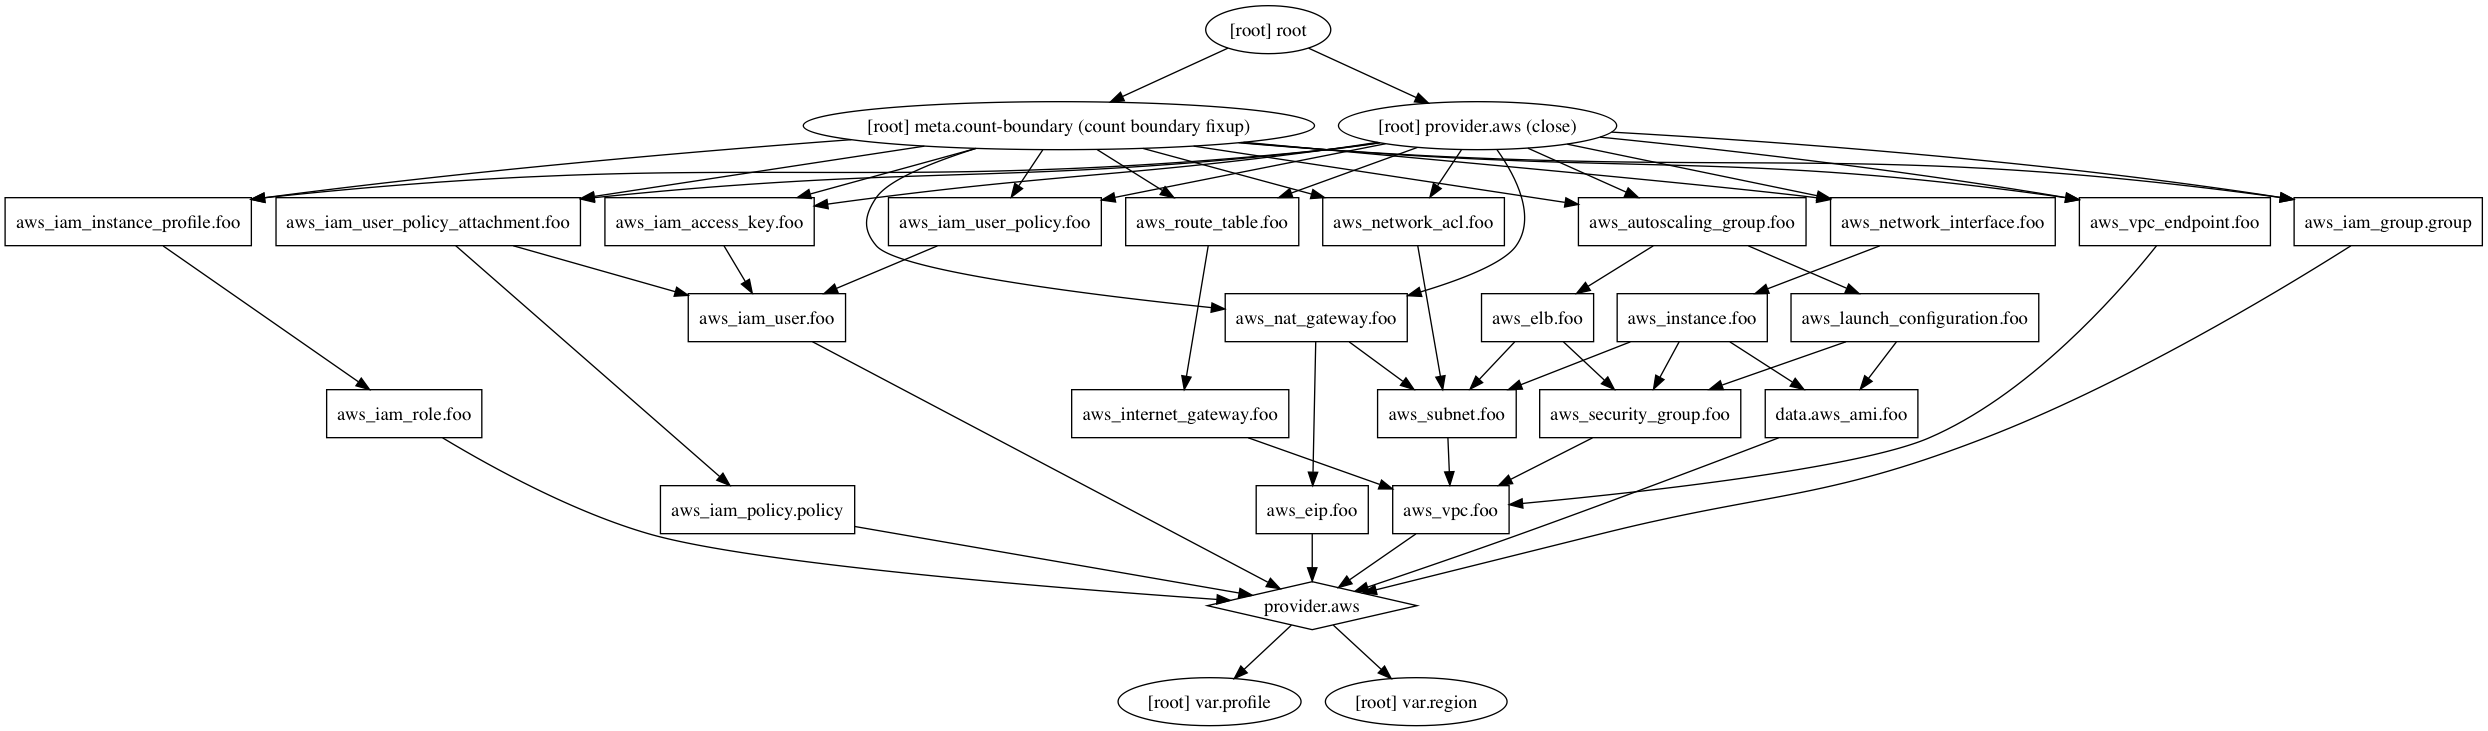 [root] root
[root] meta.count-boundary (count boundary fixup)
[root] provider.aws (close)
aws_iam_instance_profile.foo
aws_iam_user_policy_attachment.foo
aws_iam_access_key.foo
aws_iam_user_policy.foo
aws_route_table.foo
aws_network_acl.foo
aws_autoscaling_group.foo
aws_network_interface.foo
aws_vpc_endpoint.foo
aws_iam_group.group
aws_iam_user.foo
aws_nat_gateway.foo
aws_elb.foo
aws_instance.foo
aws_launch_configuration.foo
aws_iam_role.foo
aws_internet_gateway.foo
aws_subnet.foo
aws_security_group.foo
data.aws_ami.foo
aws_iam_policy.policy
aws_eip.foo
aws_vpc.foo
provider.aws
[root] var.profile
[root] var.region